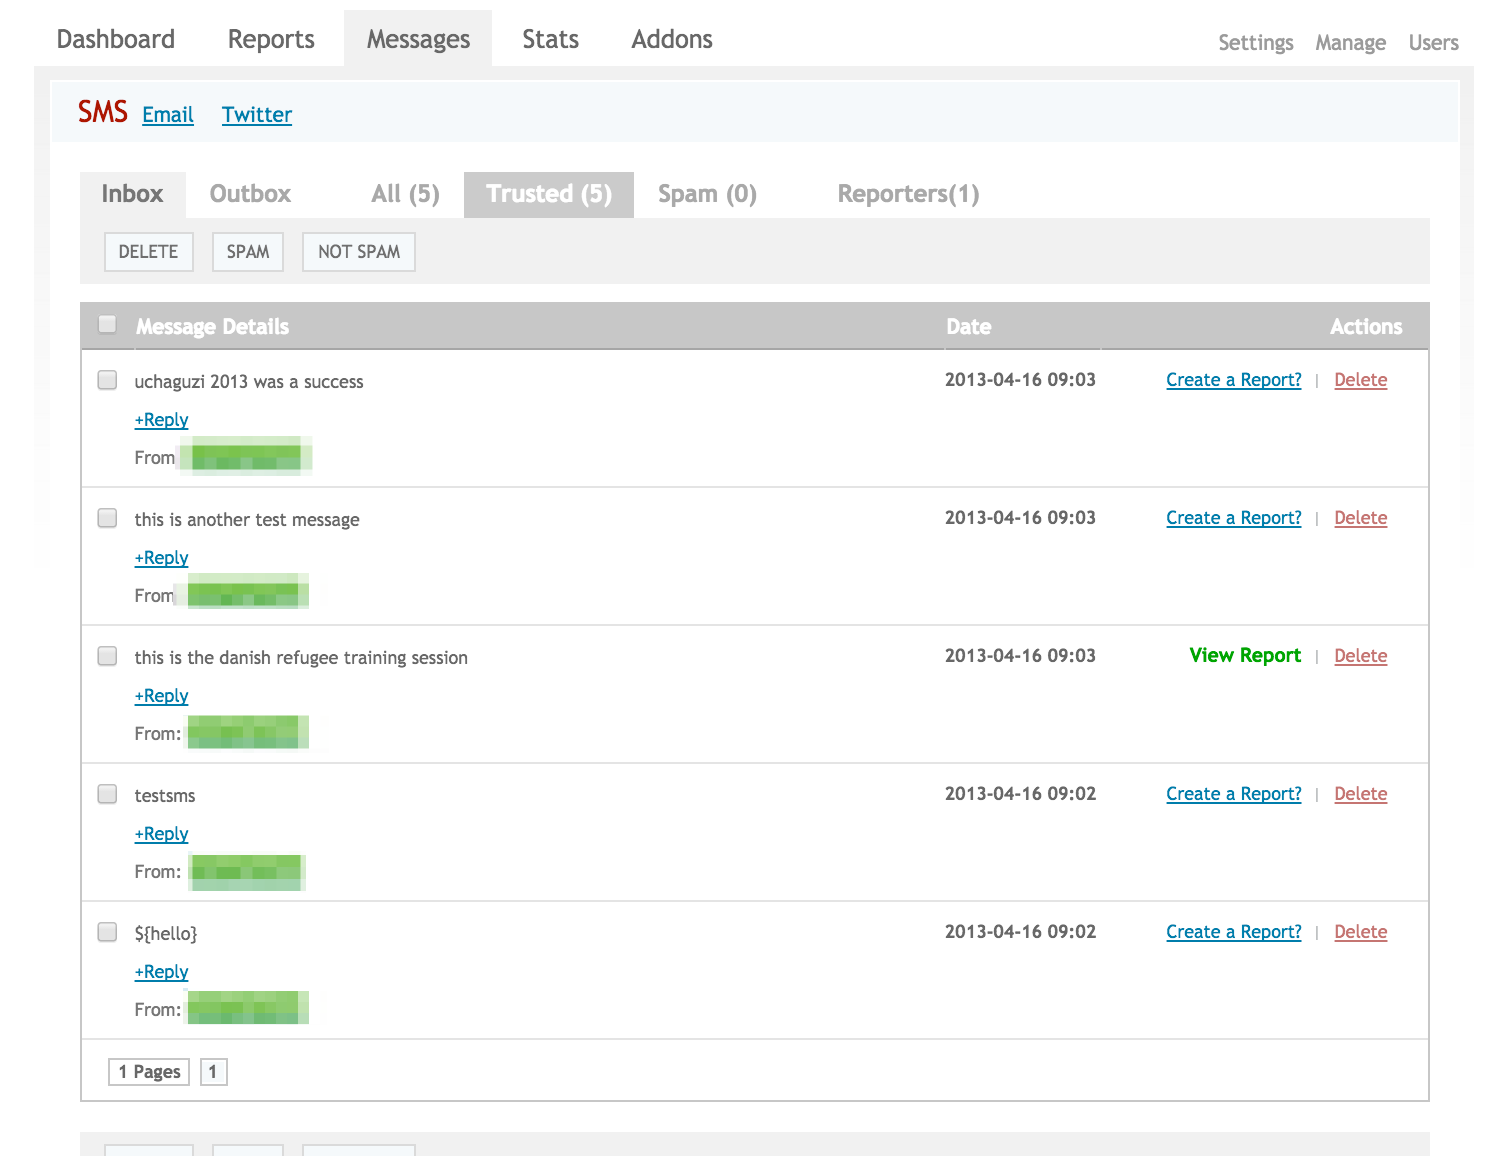 Dashboard Reports Messages Stats Addons Settings Manage Users
SMS Email Twitter
Inbox Outbox All (5) Trusted (5) Spam (0) Reporters(1)
DELETE SPAM NOT SPAM
Message Details Date Actions
uchaguzi 2013 was a success 2013-04-16 09:03 Create a Report? | Delete
+Reply
From
this is another test message 2013-04-16 09:03 Create a Report? | Delete
+Reply
From
this is the danish refugee training session 2013-04-16 09:03 View Report | Delete
+Reply
From:
testsms 2013-04-16 09:02 Create a Report? | Delete
+Reply
From:
${hello} 2013-04-16 09:02 Create a Report? | Delete
+Reply
From:
1 Pages 1